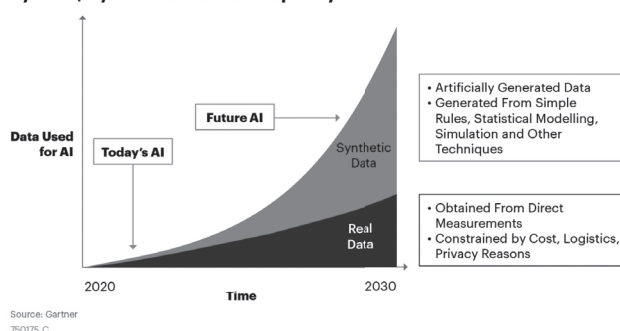 Future AI
Data Used
for AI
Today's AI
Synthetic
Data
Real
Data
• Artificially Generated Data
• Generated From Simple
Rules, Statistical Modelling,
Simulation and Other
Techniques
• Obtained From Direct
Measurements
• Constrained by Cost, Logistics,
Privacy Reasons
2020
2030
Time
Source: Gartner
750175_C